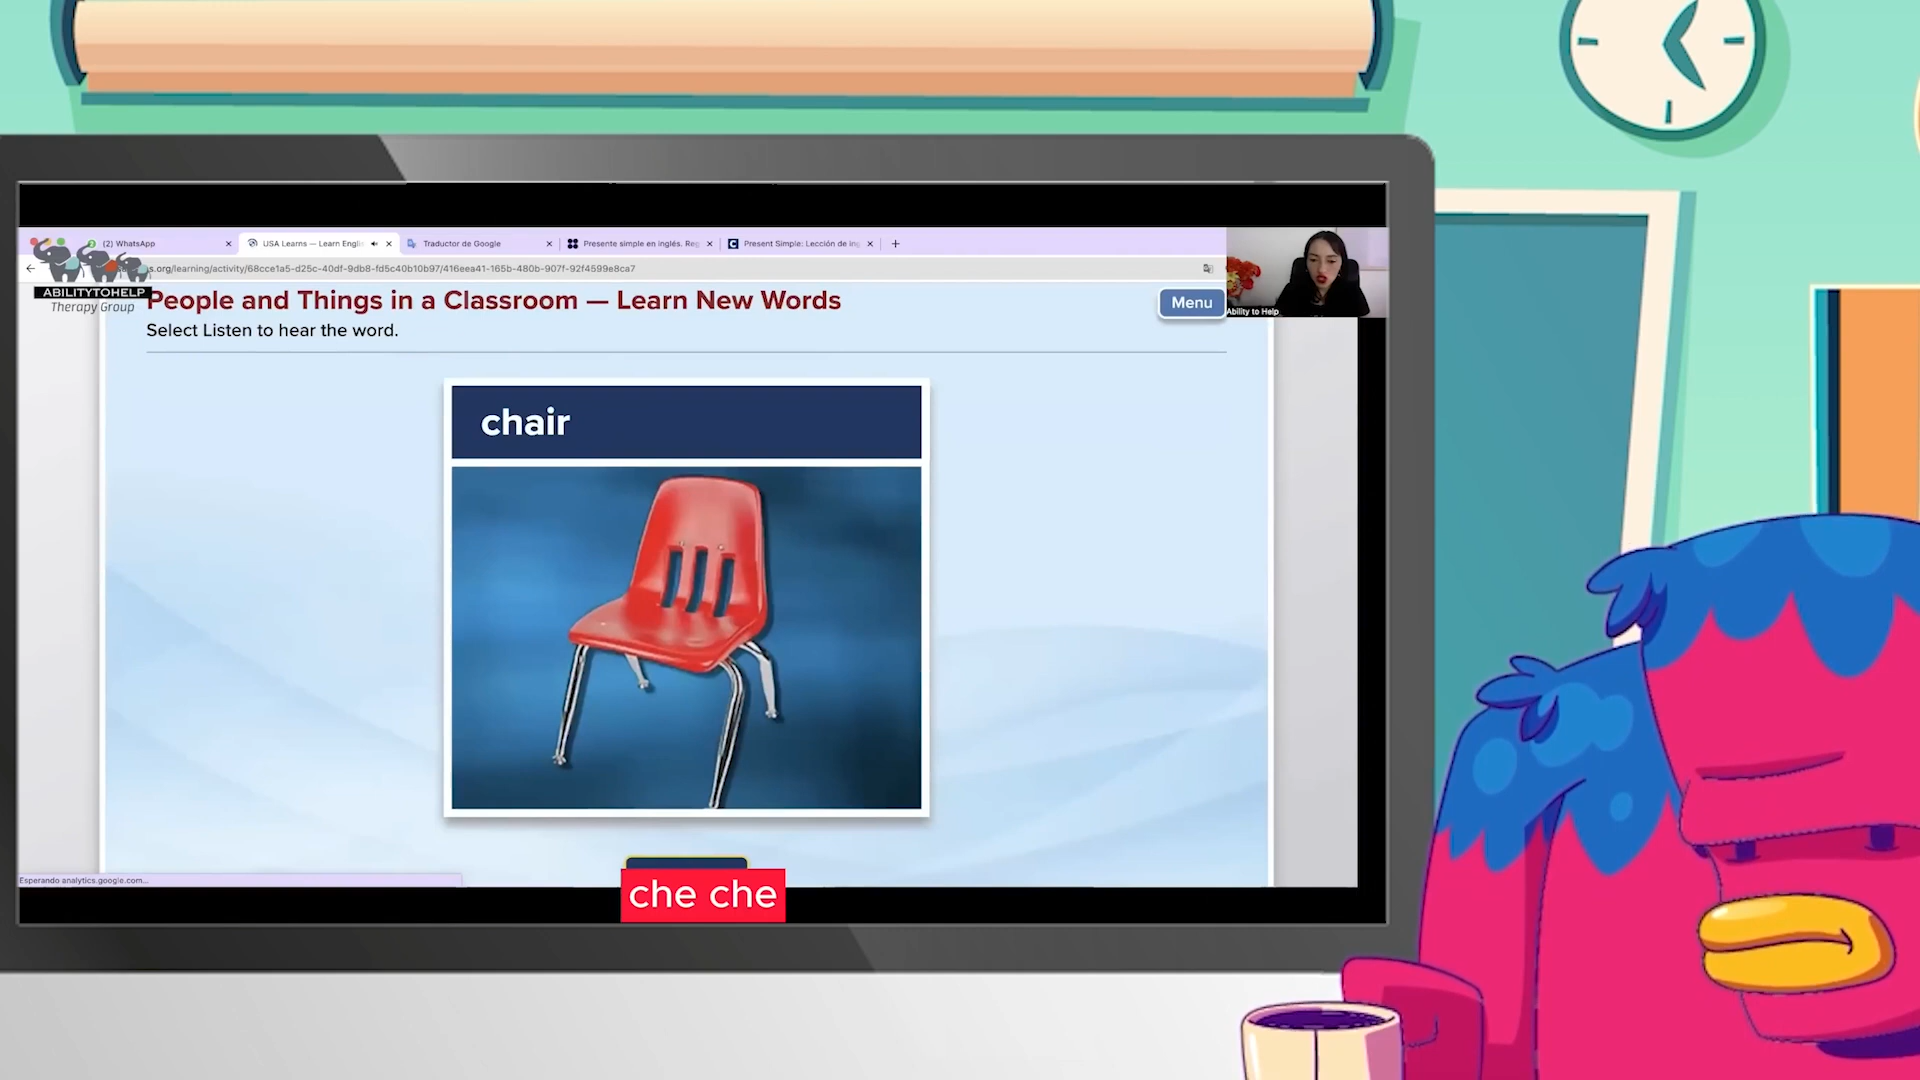 (2) WhatsApp
USA Learns — Learn Engli
Traductor de Google
Presente simple en inglés. Reg
Present Simple: Lección de in
s.org/learning/activity/68cce1a5-d25c-40df-9db8-fd5c40b10b97/416eea41-165b-480b-907f-92f4599e8ca7
ABILITYTOHELP
Therapy Group
People and Things in a Classroom — Learn New Words
Menu
Ability to Help
Select Listen to hear the word.
chair
Esperando analytics.google.com...
che che